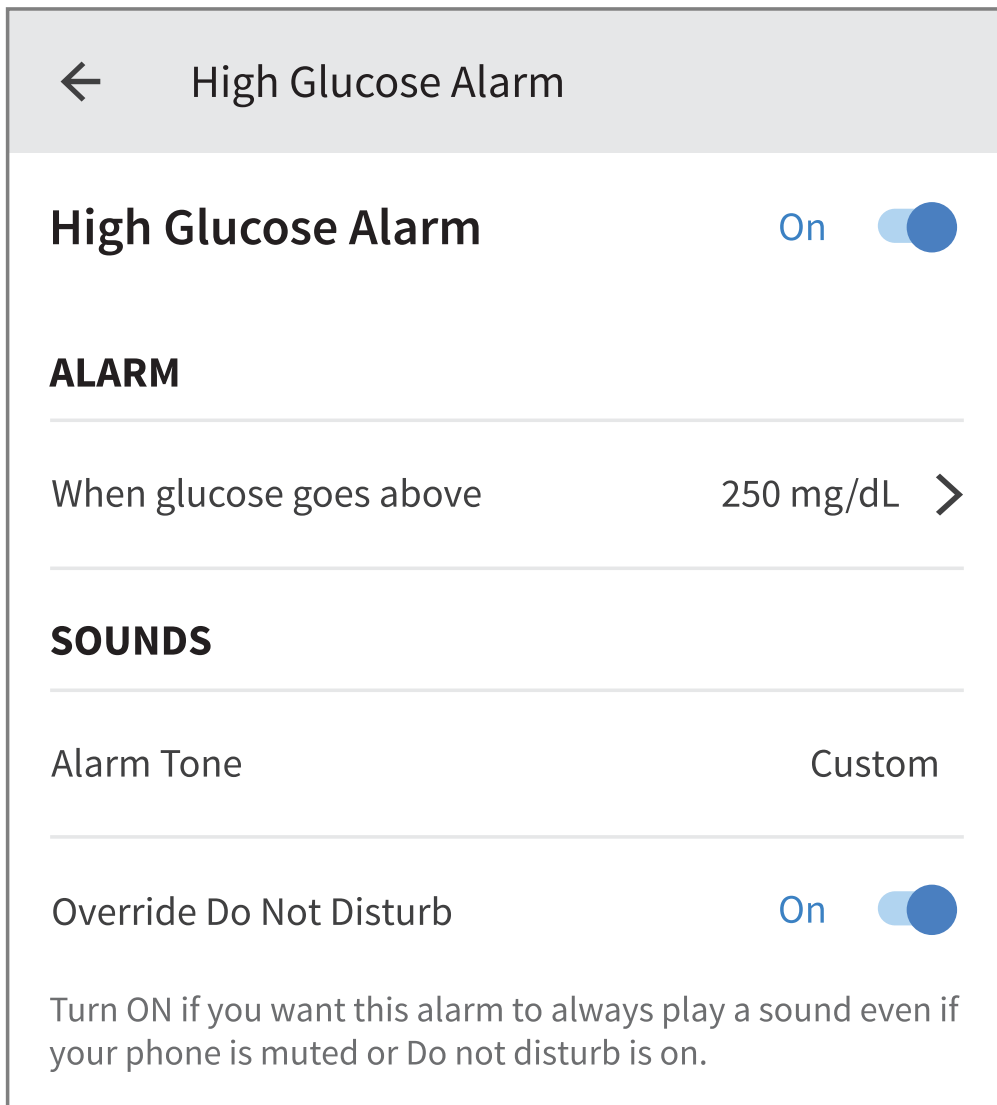 High Glucose Alarm
High Glucose Alarm On
ALARM
When glucose goes above 250 mg/dL
SOUNDS
Alarm Tone Custom
Override Do Not Disturb On
Turn ON if you want this alarm to always play a sound even if
your phone is muted or Do not disturb is on.